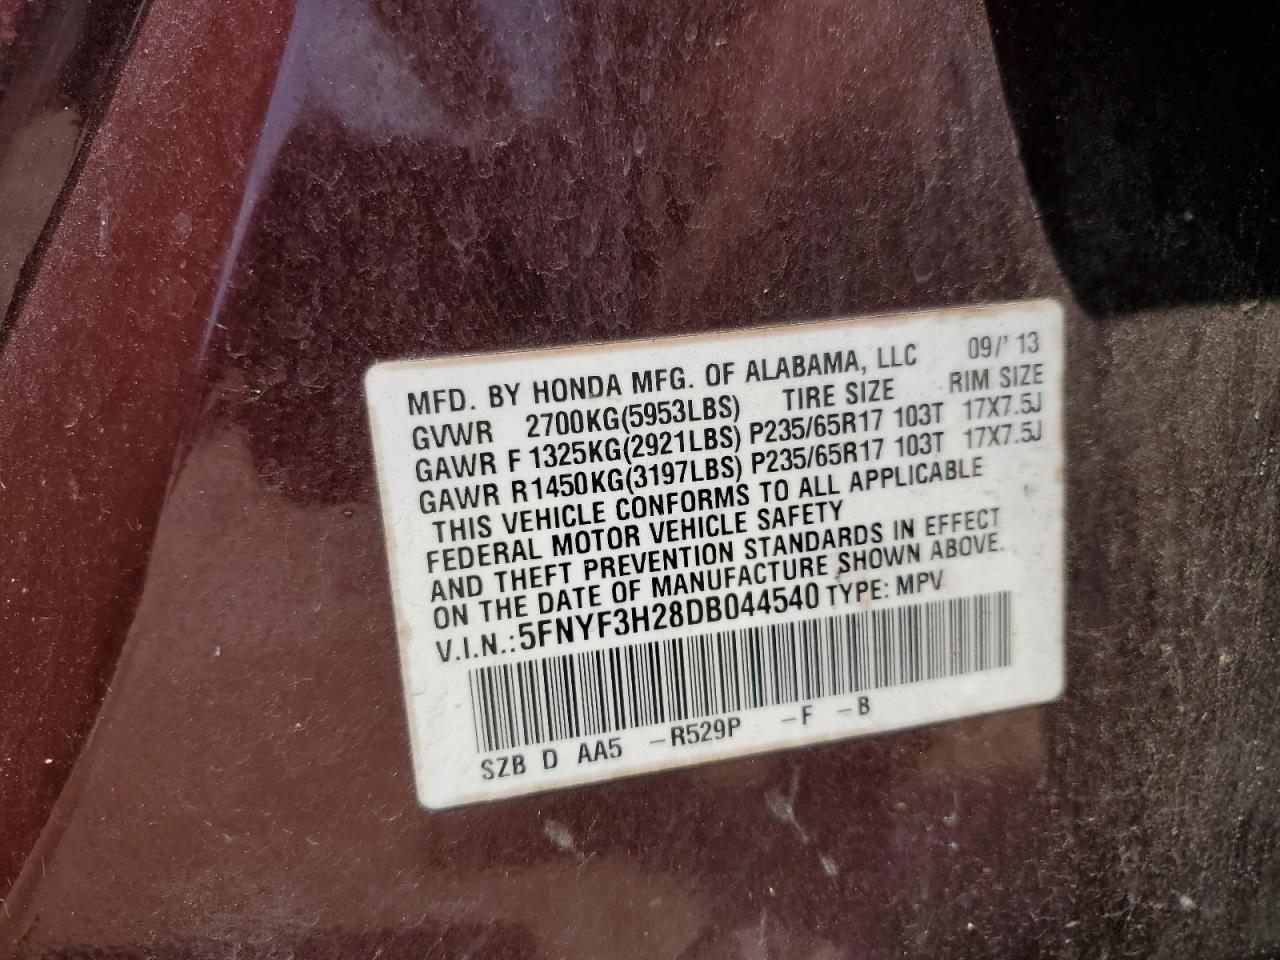 MFD. BY HONDA MFG. OF ALABAMA, LLC 09/'13
GVWR 2700KG(5953LBS) TIRE SIZE RIM SIZE
GAWR F 1325KG(2921LBS) P235/65R17 103T 17X7.5J
GAWR R1450KG(3197LBS) P235/65R17 103T 17X7.5J
THIS VEHICLE CONFORMS TO ALL APPLICABLE
FEDERAL MOTOR VEHICLE SAFETY
AND THEFT PREVENTION STANDARDS IN EFFECT
ON THE DATE OF MANUFACTURE SHOWN ABOVE.
V.I.N.:5FNYF3H28DB044540 TYPE: MPV
SZB D AA5 -R529P -F -B